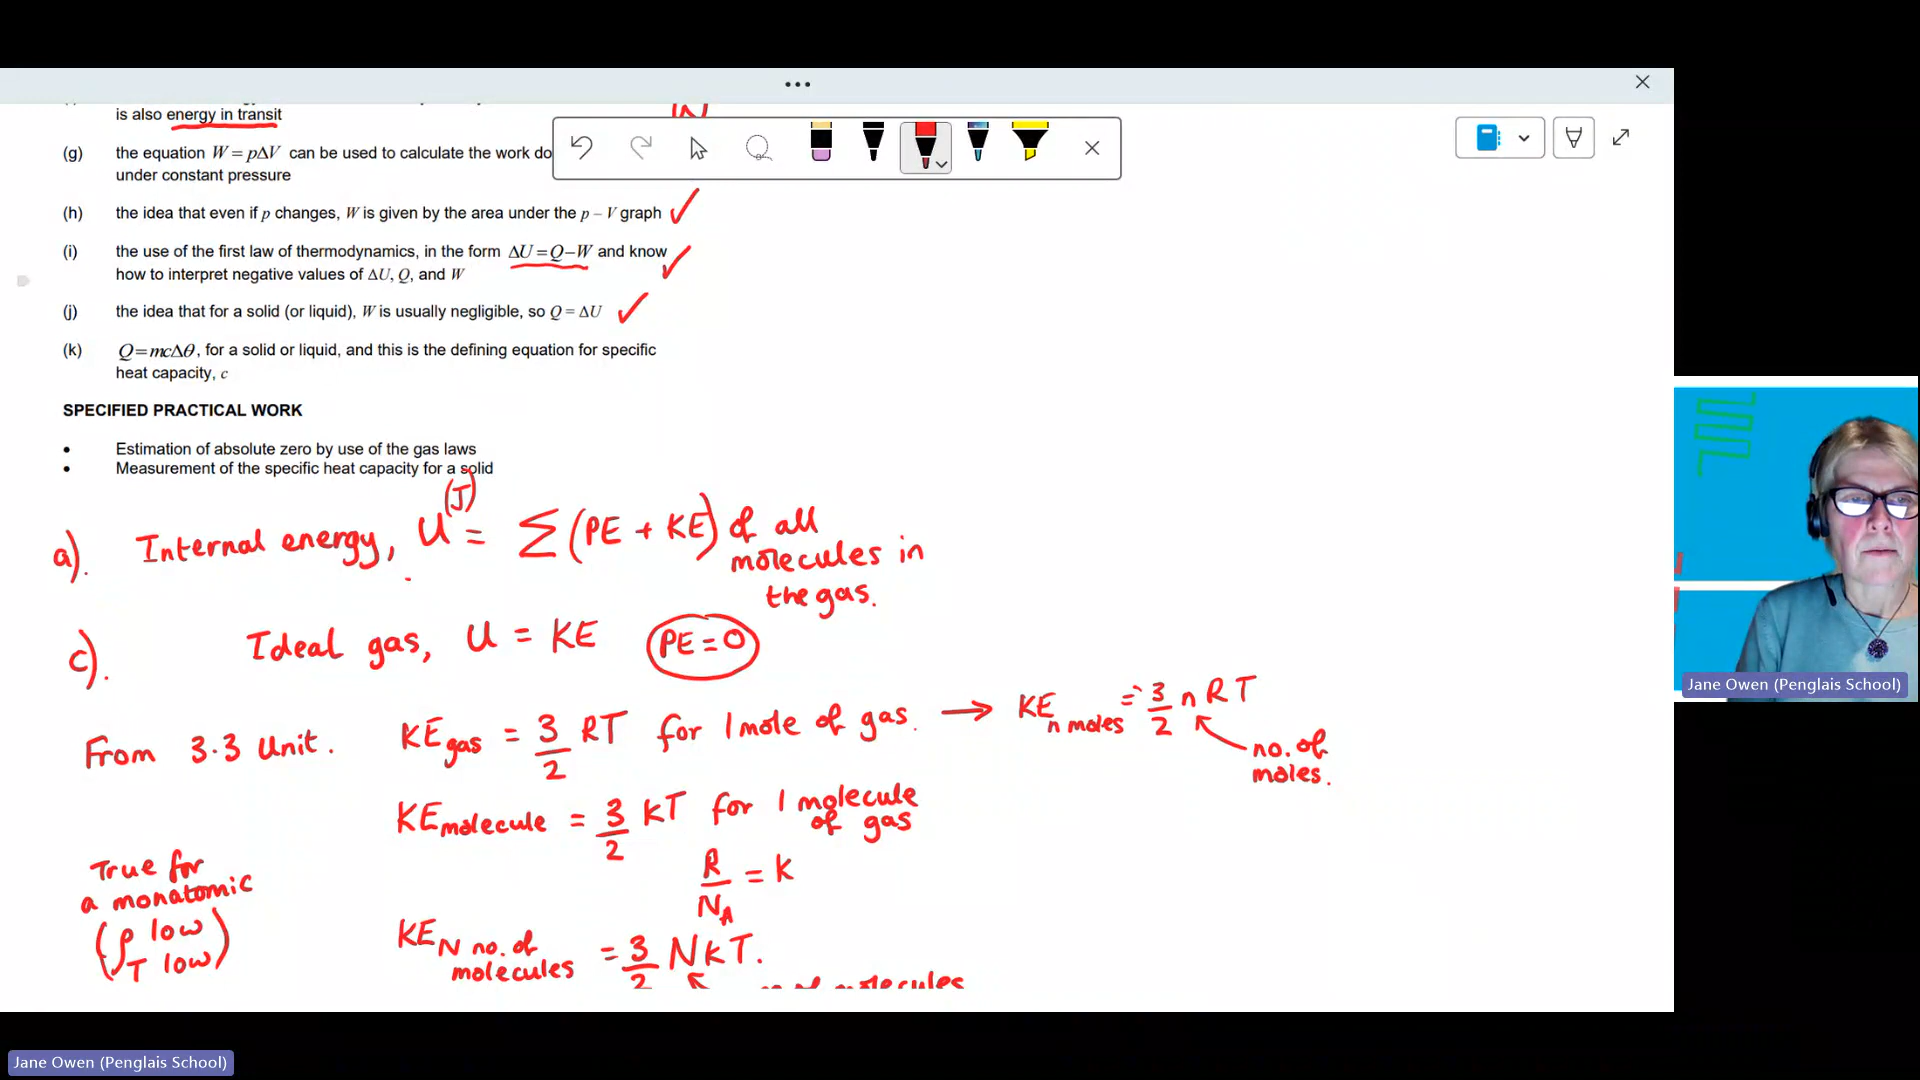 is also energy in transit
(g) the equation W = pΔV can be used to calculate the work do
under constant pressure
(h) the idea that even if p changes, W is given by the area under the p – V graph
(i) the use of the first law of thermodynamics, in the form ΔU = Q – W and know
how to interpret negative values of ΔU, Q, and W
(j) the idea that for a solid (or liquid), W is usually negligible, so Q = ΔU
(k) Q = mcΔθ, for a solid or liquid, and this is the defining equation for specific
heat capacity, c
SPECIFIED PRACTICAL WORK
• Estimation of absolute zero by use of the gas laws
• Measurement of the specific heat capacity for a solid
a). Internal energy, U (J) = Σ (PE + KE) of all
molecules in
the gas.
c). Ideal gas, U = KE PE = 0
From 3.3 Unit. KE gas = 3/2 RT for 1 mole of gas. → KE n moles = 3/2 n R T
no. of
moles.
KE molecule = 3/2 kT for 1 molecule
of gas
R/N_A = k
True for
a monatomic
(ρ low
T low)
KE N no. of
molecules = 3/2 N k T.
molecules
Jane Owen (Penglais School)
Jane Owen (Penglais School)